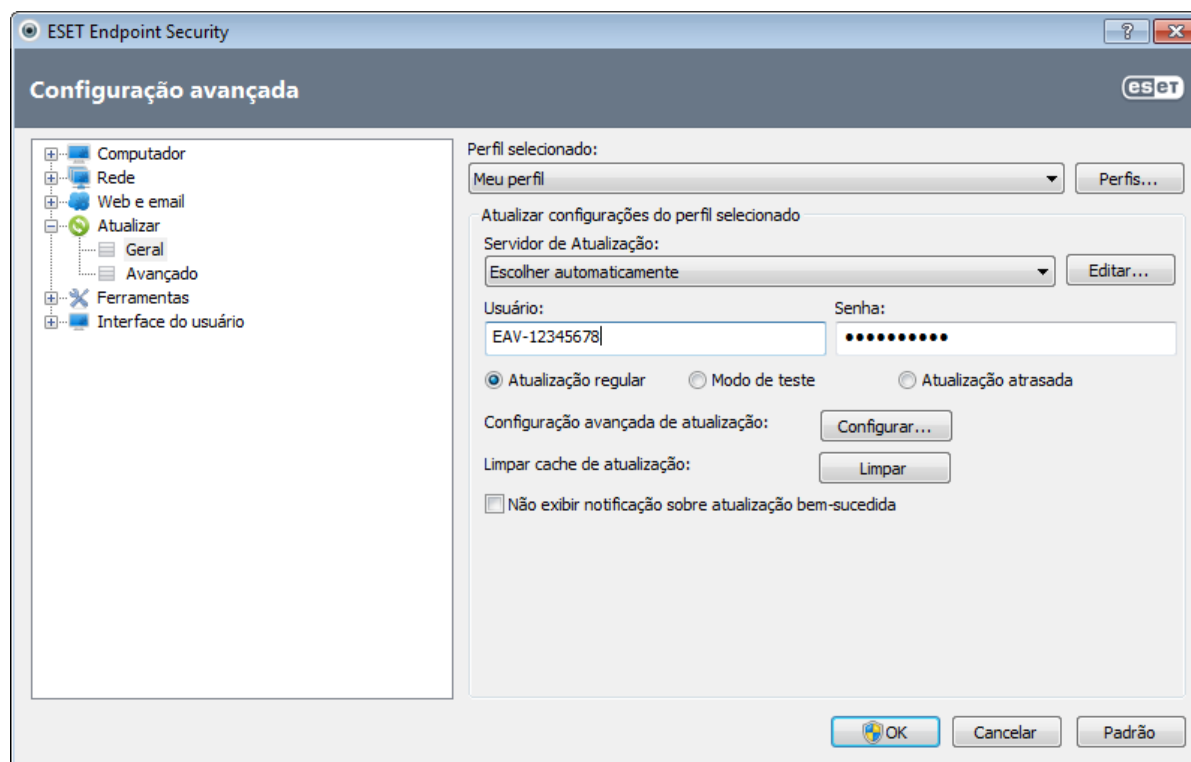 ESET Endpoint Security
?
Configuração avançada
eseT
Computador
Rede
Web e email
Atualizar
Geral
Avançado
Ferramentas
Interface do usuário
Perfil selecionado:
Meu perfil
Perfis...
Atualizar configurações do perfil selecionado
Servidor de Atualização:
Escolher automaticamente
Editar...
Usuário: Senha:
EAV-12345678 ••••••••••
Atualização regular Modo de teste Atualização atrasada
Configuração avançada de atualização: Configurar...
Limpar cache de atualização: Limpar
Não exibir notificação sobre atualização bem-sucedida
OK Cancelar Padrão